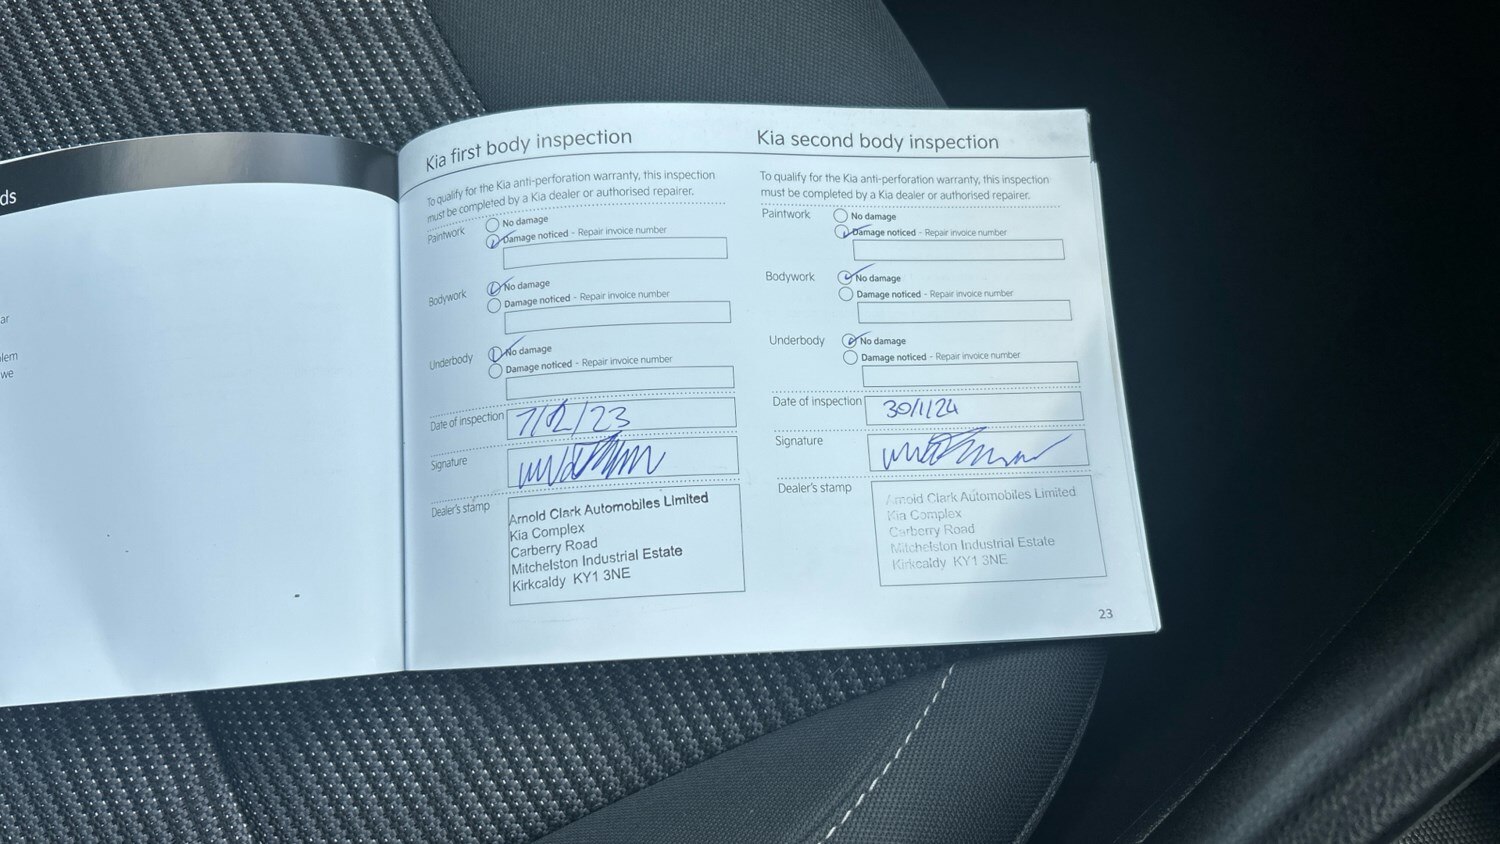 ds
ar
lem
we
Kia first body inspection
To qualify for the Kia anti-perforation warranty, this inspection
must be completed by a Kia dealer or authorised repairer.
Paintwork
No damage
Damage noticed - Repair invoice number
Bodywork
No damage
Damage noticed - Repair invoice number
Underbody
No damage
Damage noticed - Repair invoice number
Date of inspection
7/12/23
Signature
Dealer's stamp
Arnold Clark Automobiles Limited
Kia Complex
Carberry Road
Mitchelston Industrial Estate
Kirkcaldy KY1 3NE
Kia second body inspection
To qualify for the Kia anti-perforation warranty, this inspection
must be completed by a Kia dealer or authorised repairer.
Paintwork
No damage
Damage noticed - Repair invoice number
Bodywork
No damage
Damage noticed - Repair invoice number
Underbody
No damage
Damage noticed - Repair invoice number
Date of inspection
30/1/24
Signature
Dealer's stamp
Arnold Clark Automobiles Limited
Kia Complex
Carberry Road
Mitchelston Industrial Estate
Kirkcaldy KY1 3NE
23